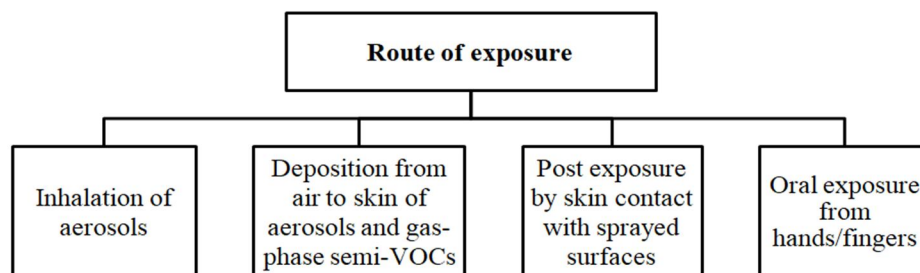 Route of exposure
Inhalation of
aerosols
Deposition from
air to skin of
aerosols and gas-
phase semi-VOCs
Post exposure
by skin contact
with sprayed
surfaces
Oral exposure
from
hands/fingers